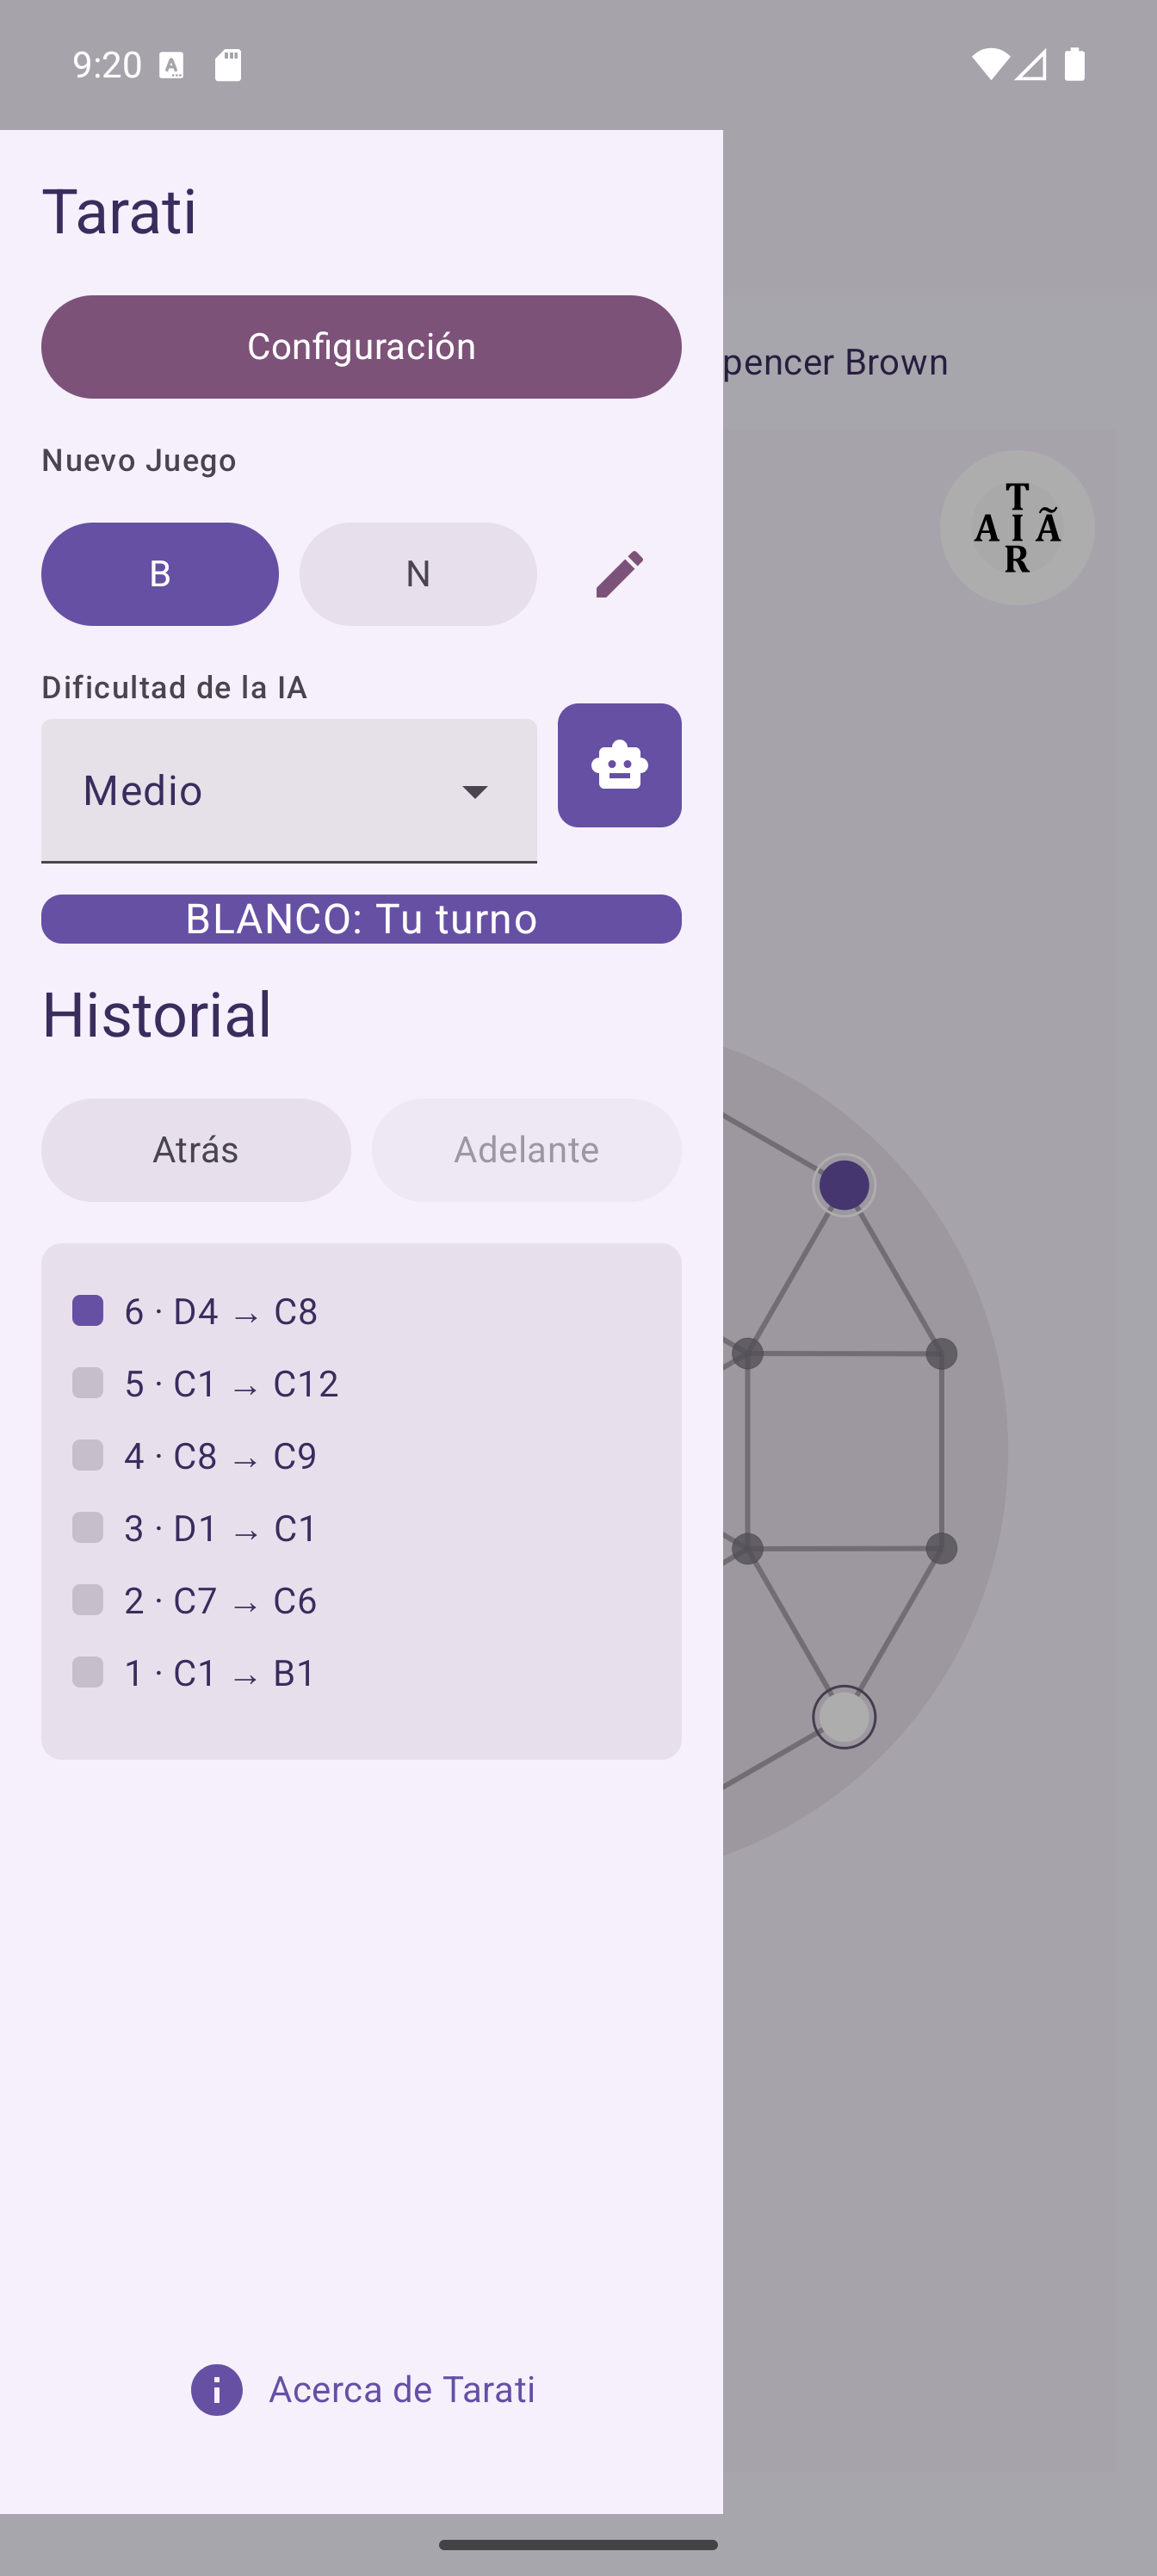 9:20
Tarati
Configuración
pencer Brown
Nuevo Juego
B N
T
A I Ã
R
Dificultad de la IA
Medio
BLANCO: Tu turno
Historial
Atrás Adelante
6 · D4 → C8
5 · C1 → C12
4 · C8 → C9
3 · D1 → C1
2 · C7 → C6
1 · C1 → B1
Acerca de Tarati